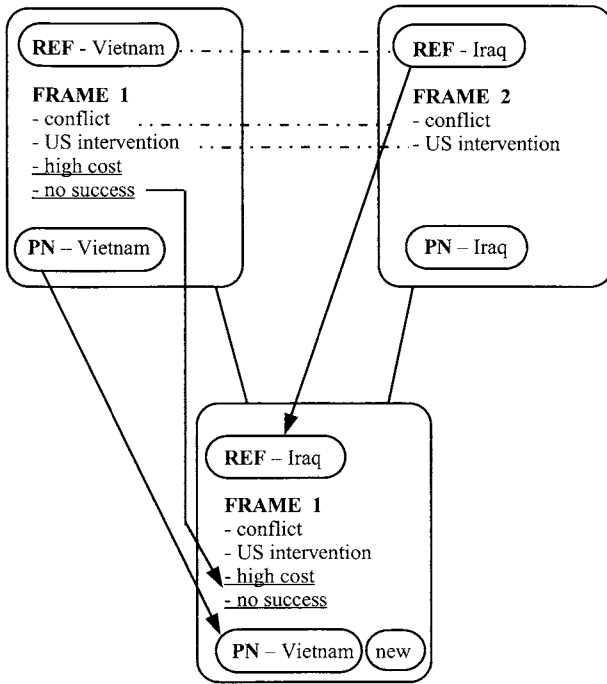 REF - Vietnam
FRAME 1
- conflict
- US intervention
- high cost
- no success
PN – Vietnam
REF - Iraq
FRAME 2
- conflict
- US intervention
PN – Iraq
REF – Iraq
FRAME 1
- conflict
- US intervention
- high cost
- no success
PN – Vietnam new